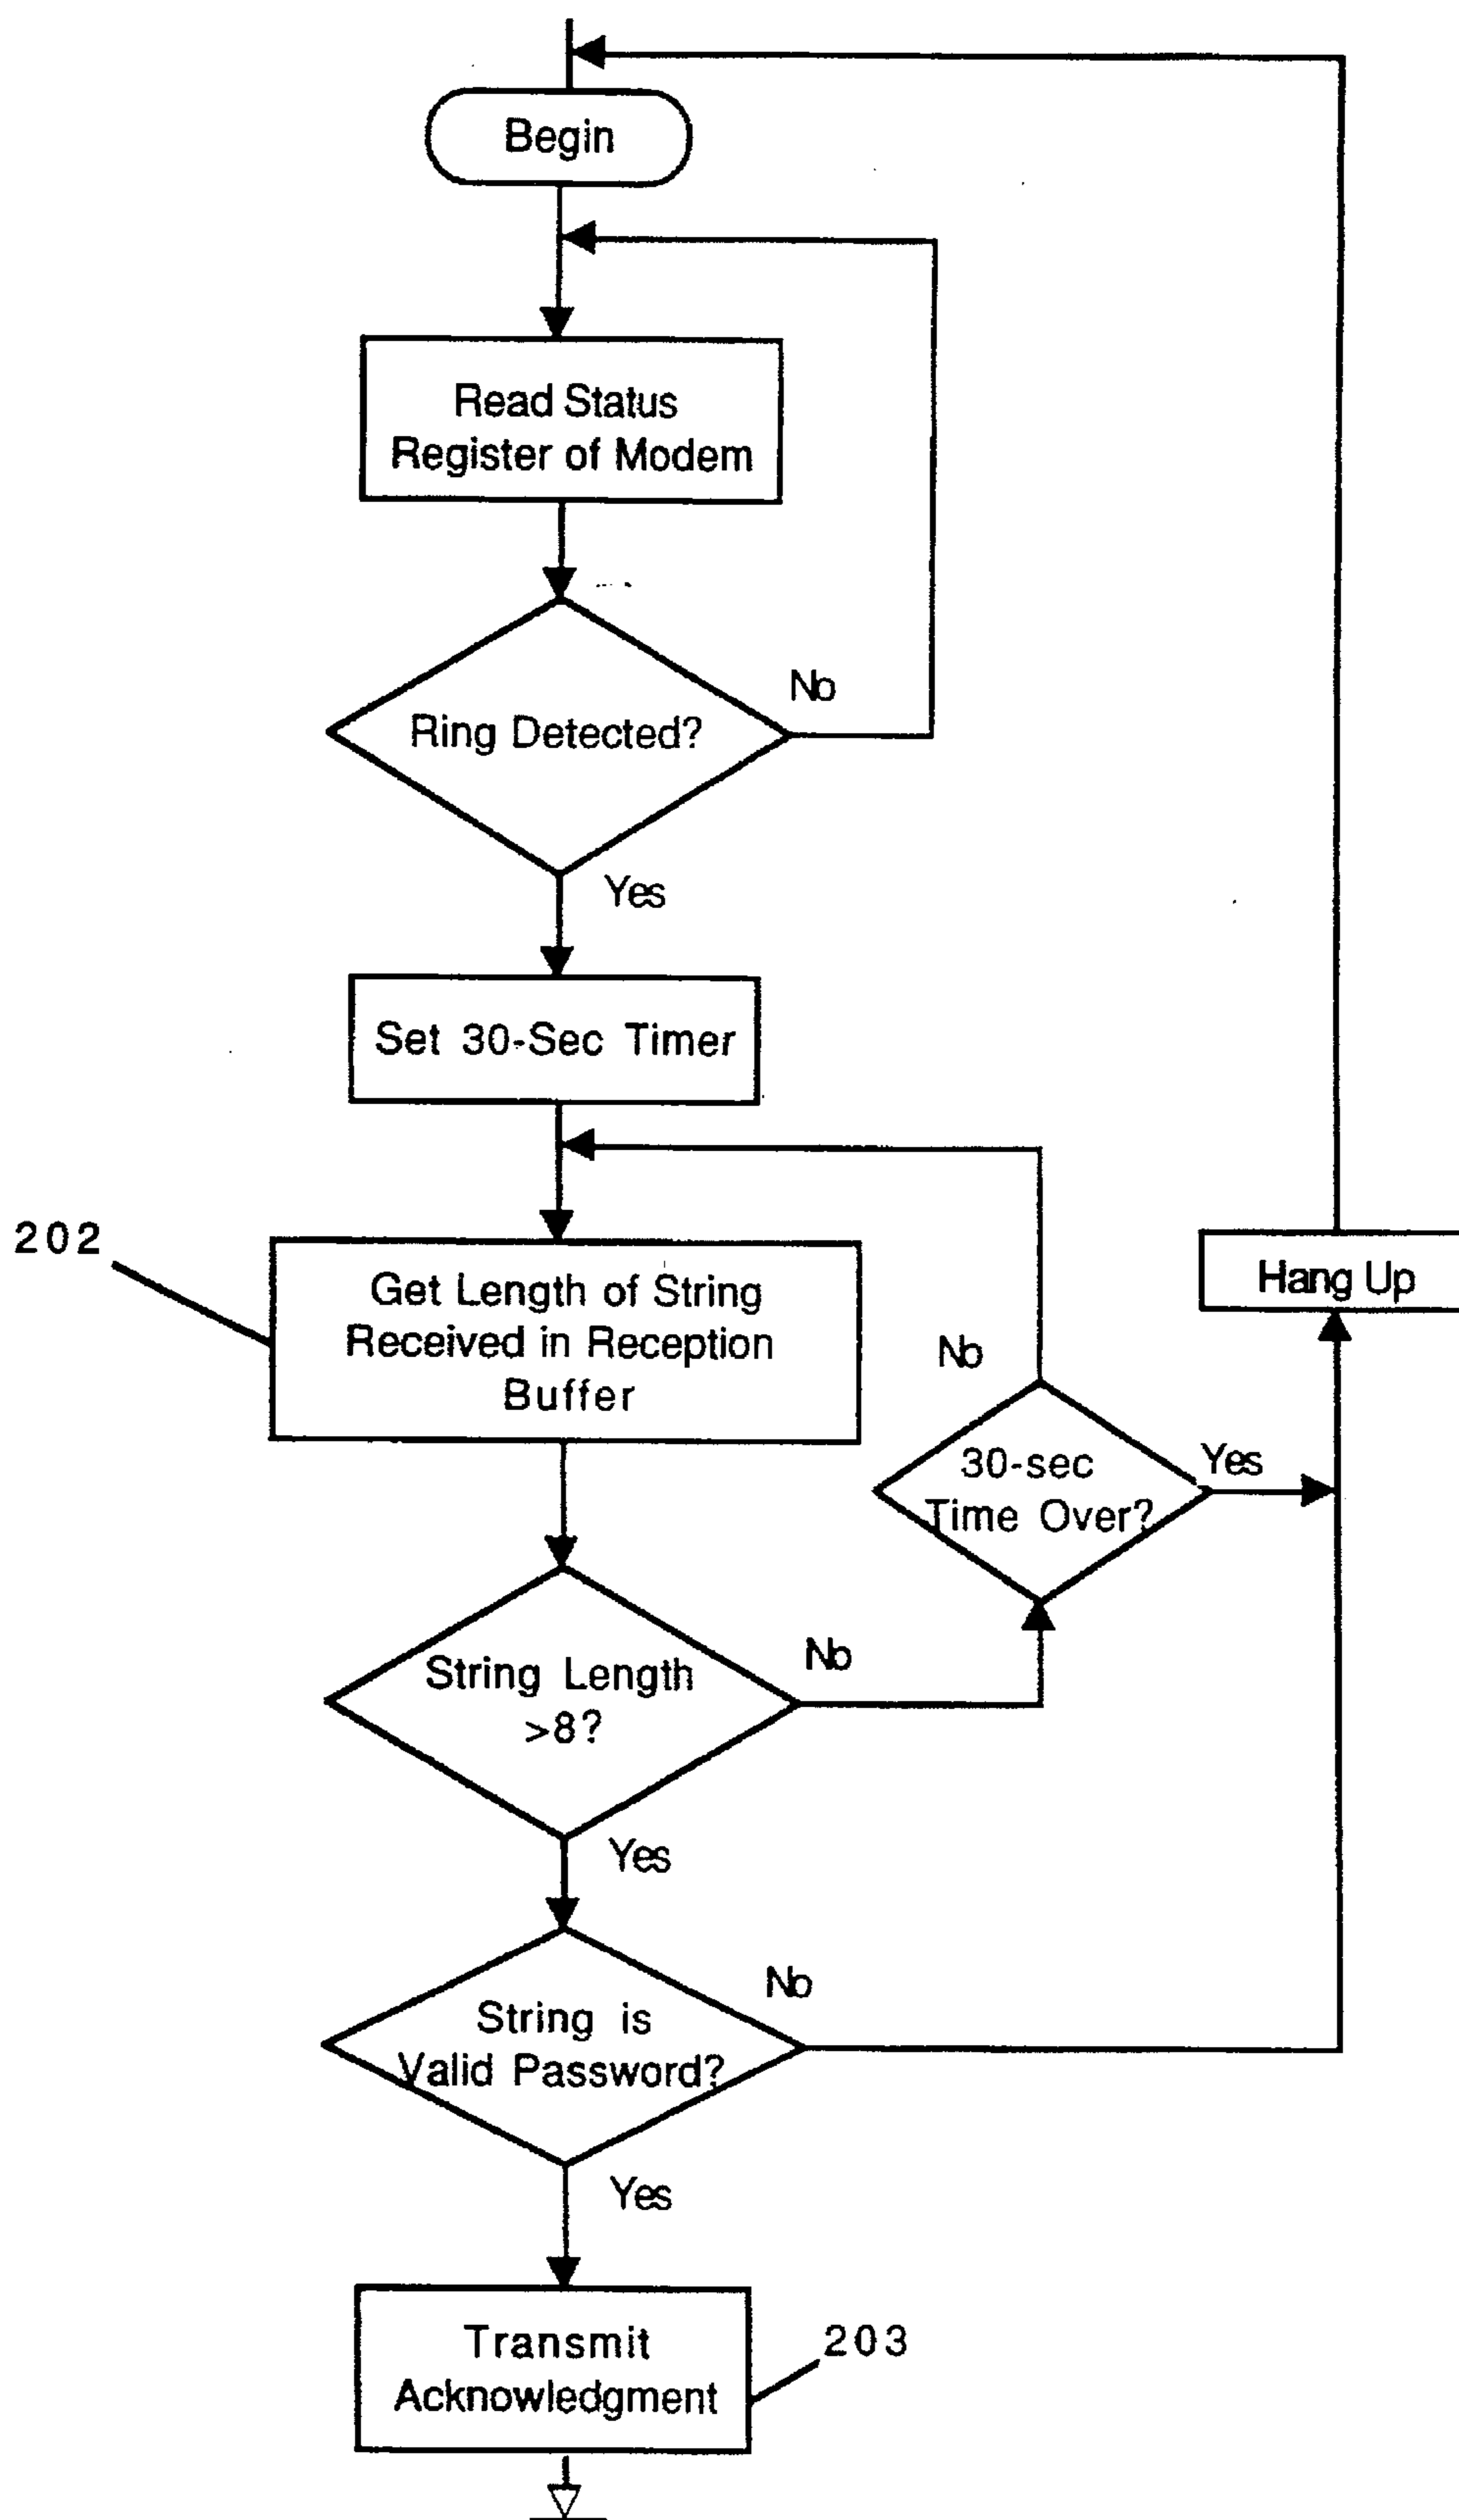 Begin
Read Status
Register of Modem
No
Ring Detected?
Yes
Set 30-Sec Timer
202
Get Length of String
Received in Reception
Buffer
Hang Up
No
30-sec
Time Over?
Yes
No
String Length
>8?
Yes
No
String is
Valid Password?
Yes
Transmit
Acknowledgment
203